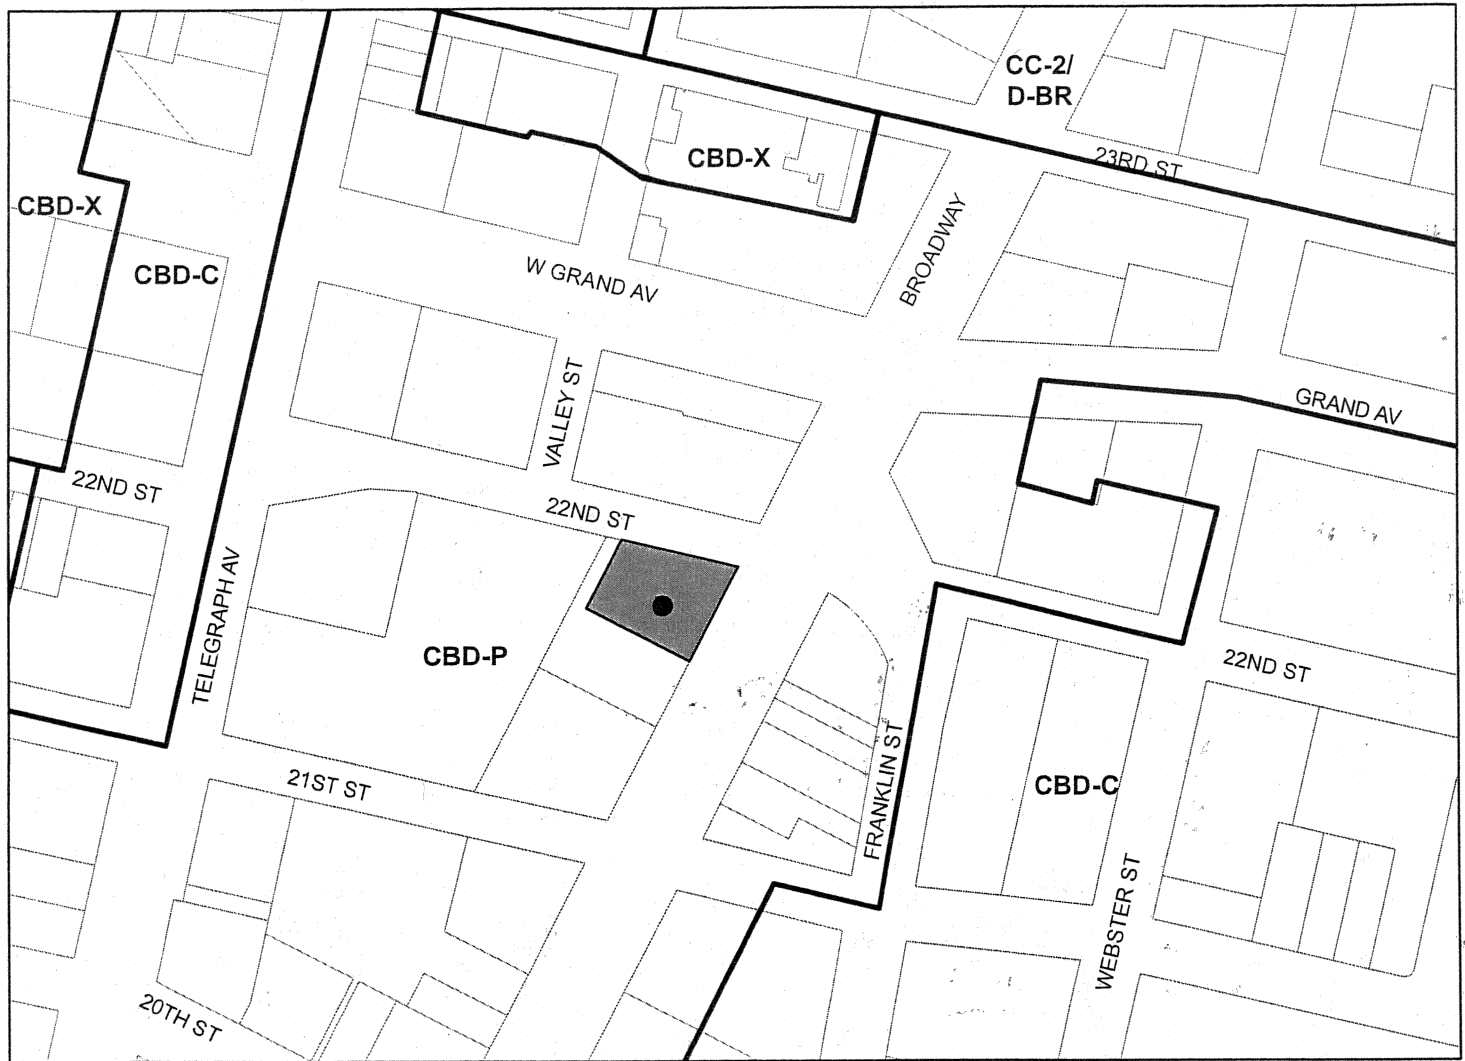 CC-2/
D-BR
CBD-X
23RD ST
CBD-X
BROADWAY
CBD-C
W GRAND AV
GRAND AV
VALLEY ST
22ND ST
22ND ST
TELEGRAPH AV
CBD-P
22ND ST
21ST ST
FRANKLIN ST
CBD-C
WEBSTER ST
20TH ST